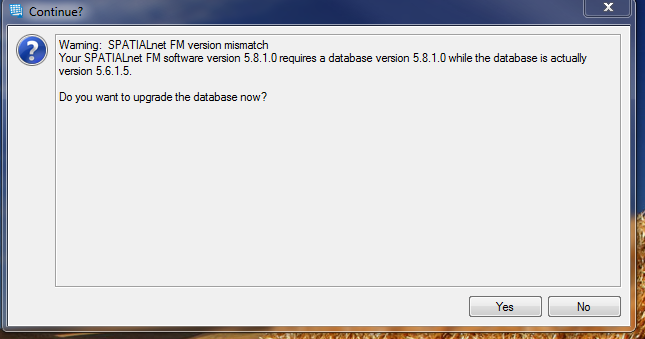 Continue?
Warning:  SPATIALnet FM version mismatch
Your SPATIALnet FM software version 5.8.1.0 requires a database version 5.8.1.0 while the database is actually
version 5.6.1.5.
Do you want to upgrade the database now?
Yes
No